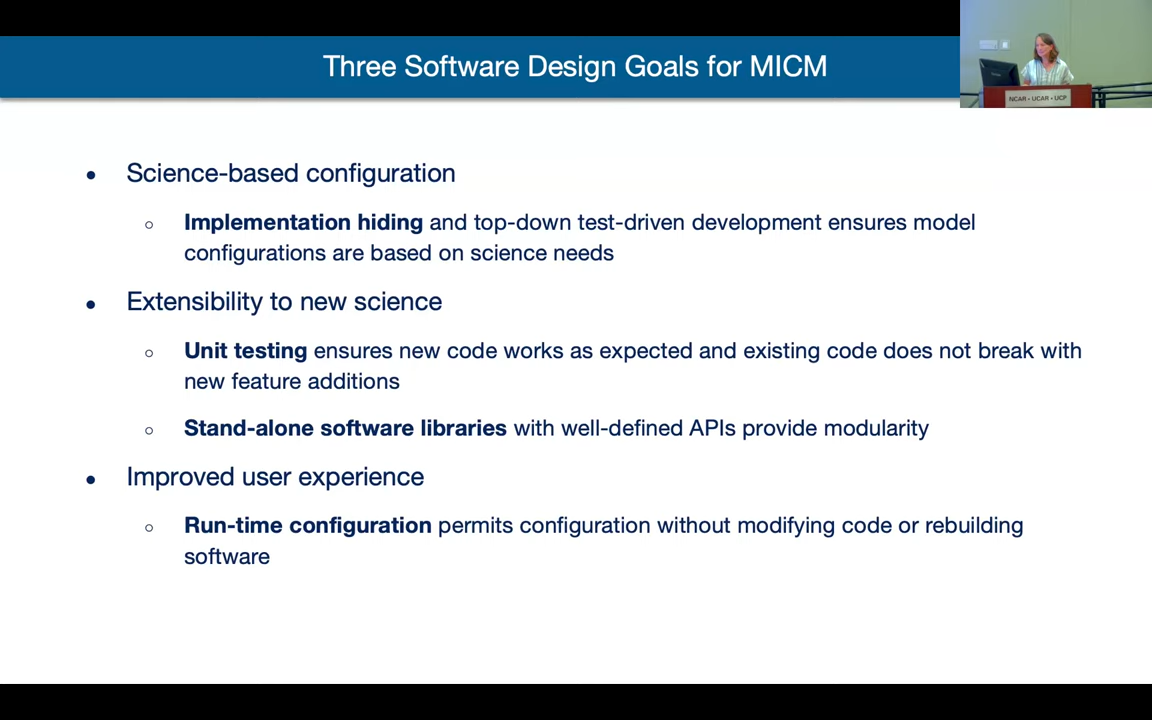 Three Software Design Goals for MICM
NCAR • UCAR • UCP
• Science-based configuration
○ Implementation hiding and top-down test-driven development ensures model
configurations are based on science needs
• Extensibility to new science
○ Unit testing ensures new code works as expected and existing code does not break with
new feature additions
○ Stand-alone software libraries with well-defined APIs provide modularity
• Improved user experience
○ Run-time configuration permits configuration without modifying code or rebuilding
software